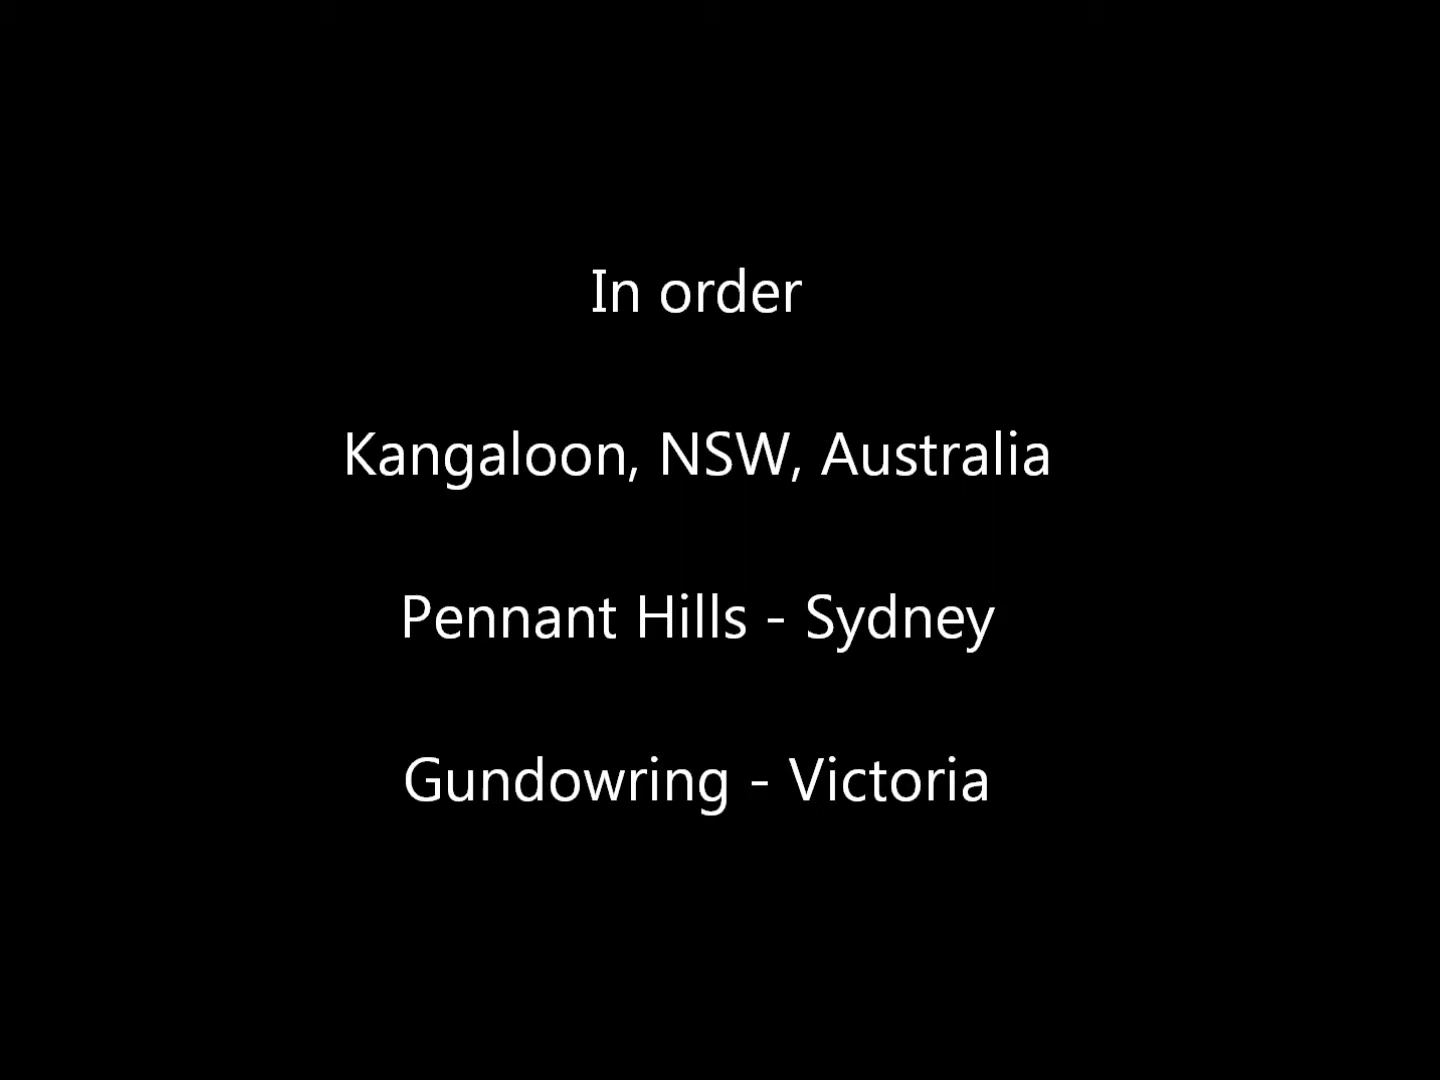 In order
Kangaloon, NSW, Australia
Pennant Hills - Sydney
Gundowring - Victoria